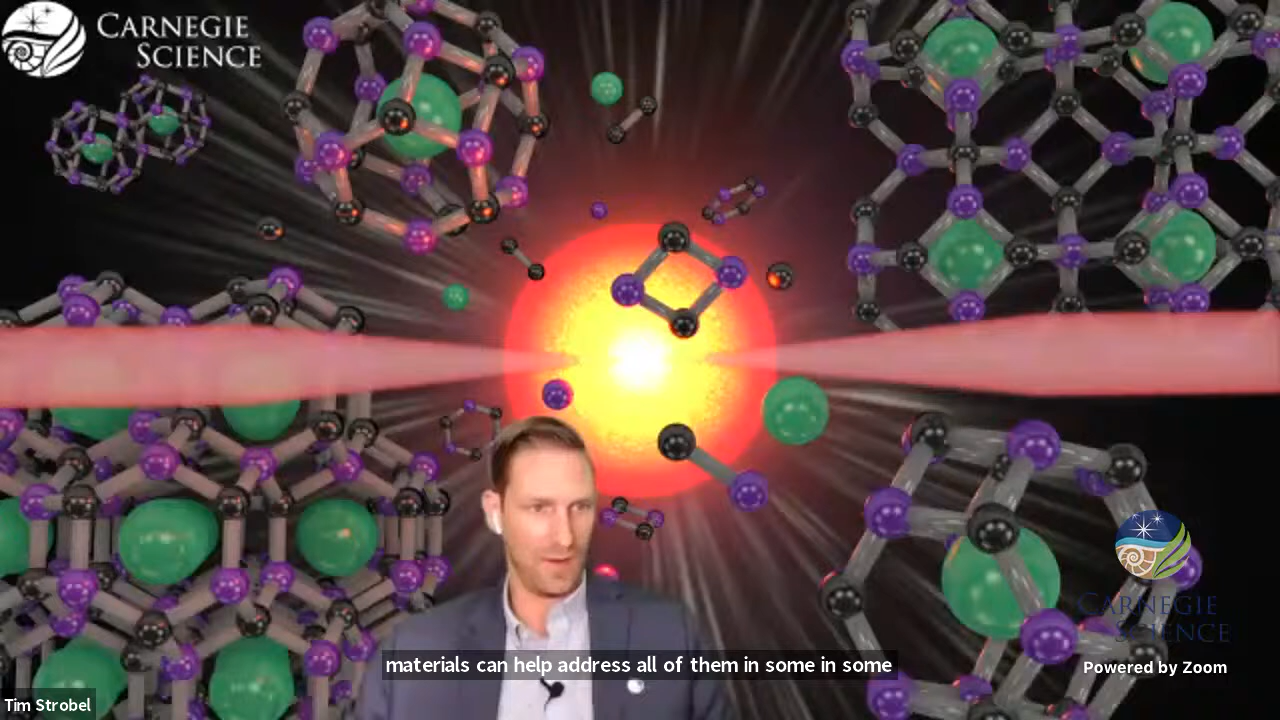 CARNEGIE
SCIENCE
CARNEGIE
SCIENCE
materials can help address all of them in some in some
Powered by Zoom
Tim Strobel